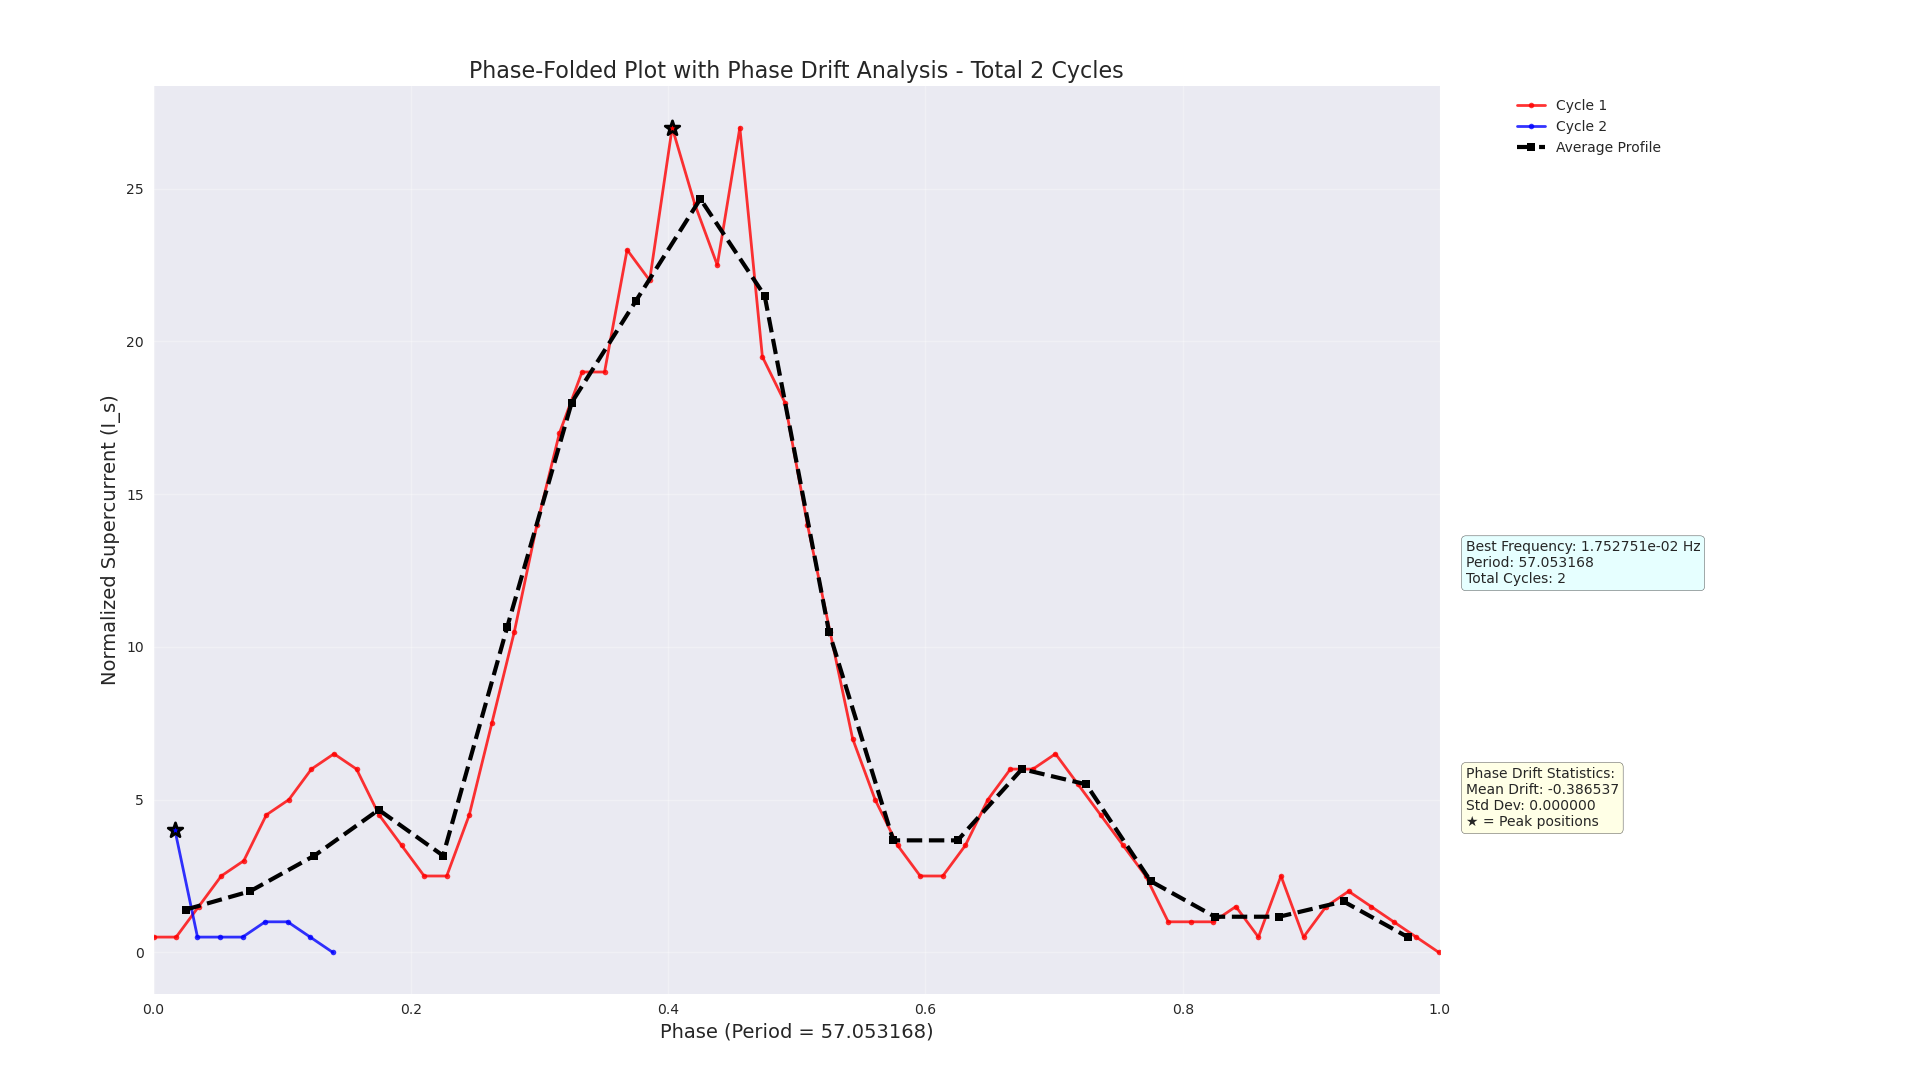 Phase-Folded Plot with Phase Drift Analysis - Total 2 Cycles
Cycle 1
Cycle 2
Average Profile
Normalized Supercurrent (I_s)
25
20
15
10
5
0
0.0
0.2
0.4
0.6
0.8
1.0
Phase (Period = 57.053168)
Best Frequency: 1.752751e-02 Hz
Period: 57.053168
Total Cycles: 2
Phase Drift Statistics:
Mean Drift: -0.386537
Std Dev: 0.000000
★ = Peak positions